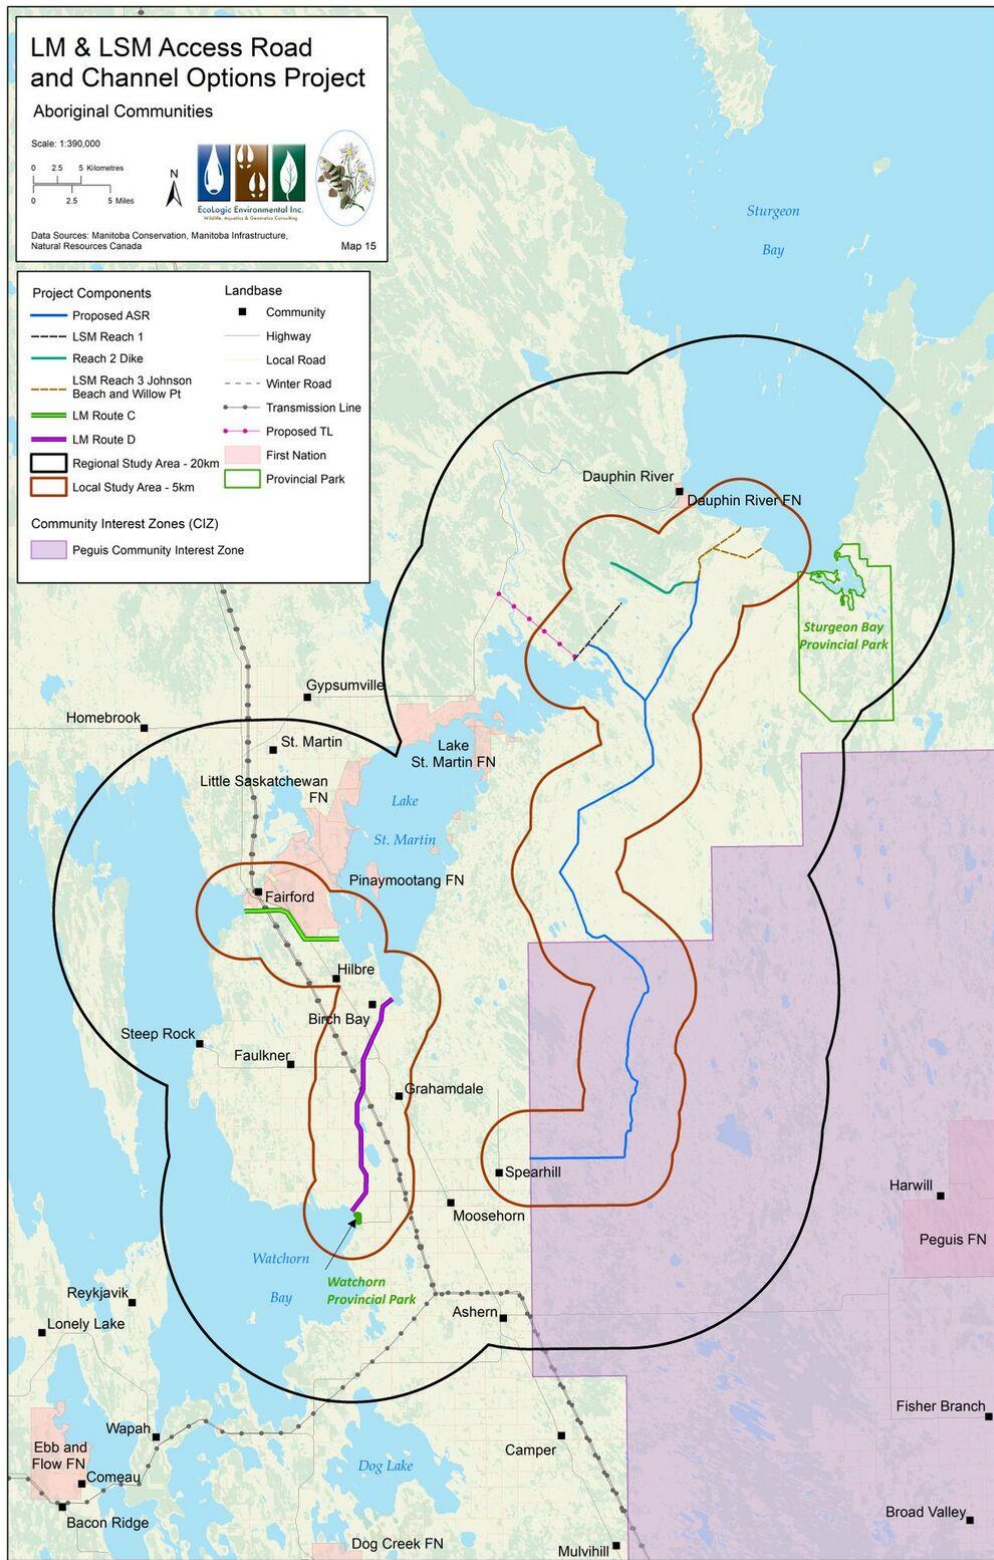 LM & LSM Access Road
and Channel Options Project
Aboriginal Communities
Scale: 1:390,000
0 2.5 5 Kilometres
0 2.5 5 Miles
N
EcoLogic Environmental Inc.
Wildlife, Aquatics & Geomatics Consulting
Data Sources: Manitoba Conservation, Manitoba Infrastructure,
Natural Resources Canada
Map 15
Project Components
Proposed ASR
LSM Reach 1
Reach 2 Dike
LSM Reach 3 Johnson
Beach and Willow Pt
LM Route C
LM Route D
Regional Study Area - 20km
Local Study Area - 5km
Community Interest Zones (CIZ)
Peguis Community Interest Zone
Landbase
Community
Highway
Local Road
Winter Road
Transmission Line
Proposed TL
First Nation
Provincial Park
Sturgeon
Bay
Dauphin River
Dauphin River FN
Sturgeon Bay
Provincial Park
Gypsumville
Homebrook
St. Martin
Lake
St. Martin FN
Little Saskatchewan
FN
Lake
St. Martin
Pinaymootang FN
Fairford
Hilbre
Birch Bay
Steep Rock
Faulkner
Grahamdale
Spearhill
Moosehorn
Harwill
Peguis FN
Watchorn
Bay
Watchorn
Provincial Park
Reykjavik
Lonely Lake
Ashern
Fisher Branch
Wapah
Camper
Ebb and
Flow FN
Comeau
Dog Lake
Bacon Ridge
Broad Valley
Dog Creek FN
Mulvihill